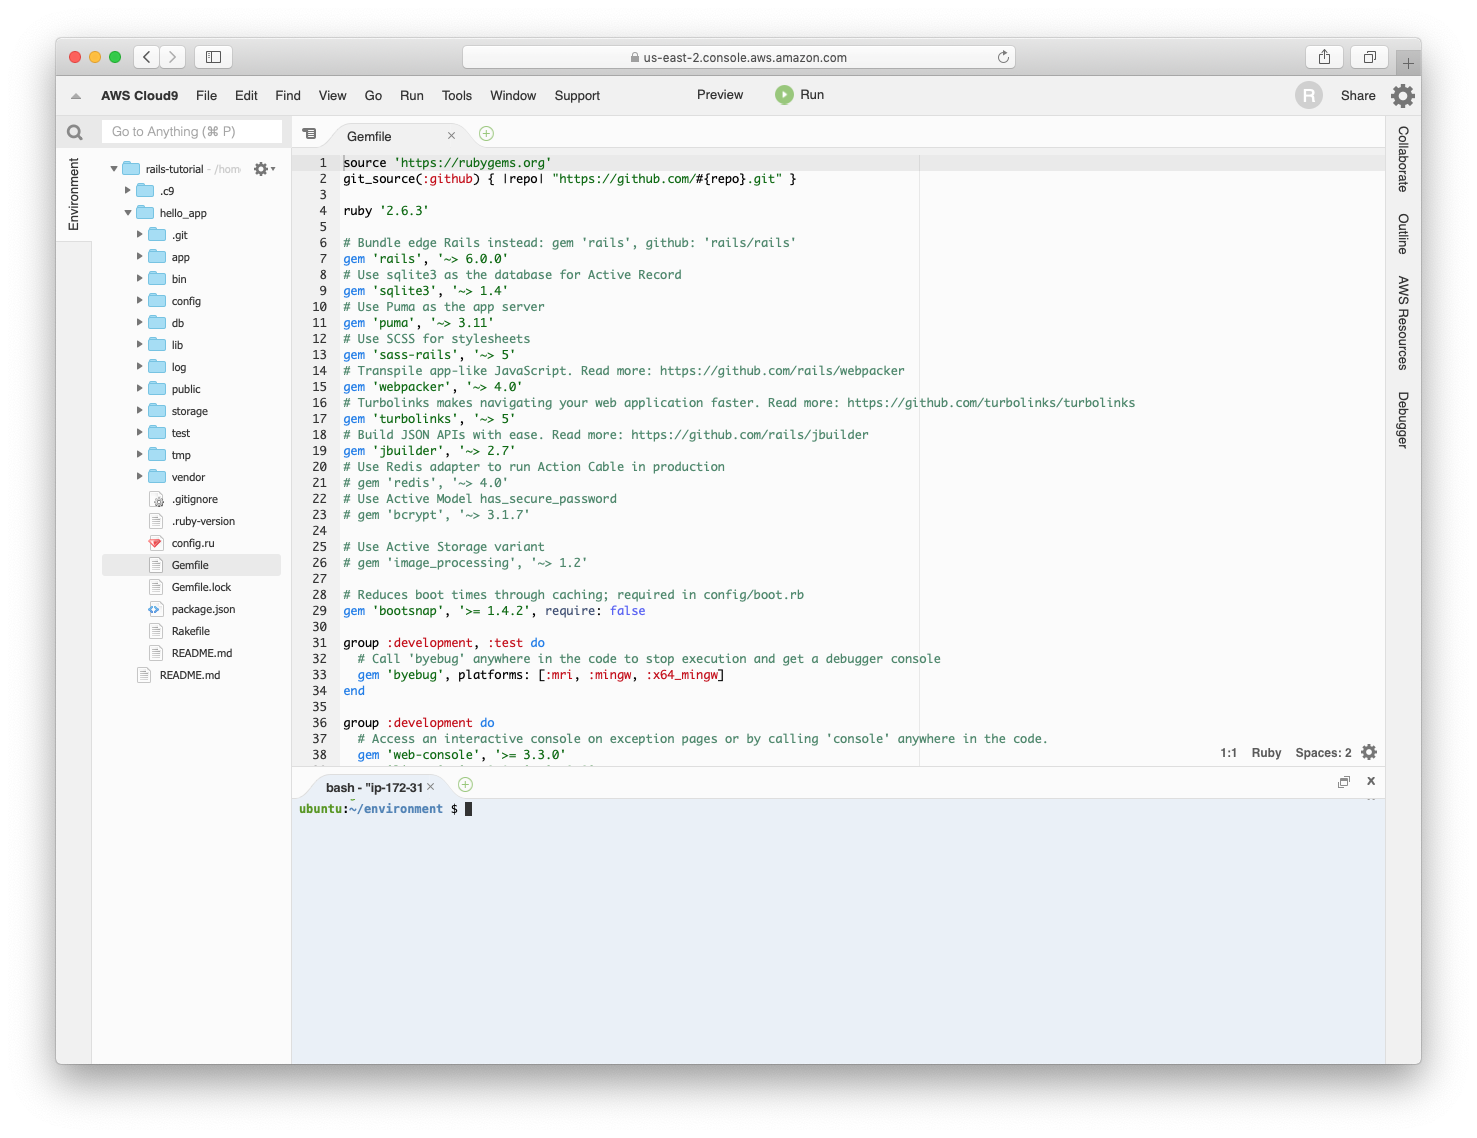 us-east-2.console.aws.amazon.com
AWS Cloud9 File Edit Find View Go Run Tools Window Support Preview Run R Share
Go to Anything (⌘ P)
Gemfile
Environment
rails-tutorial - /hom
.c9
hello_app
.git
app
bin
config
db
lib
log
public
storage
test
tmp
vendor
.gitignore
.ruby-version
config.ru
Gemfile
Gemfile.lock
package.json
Rakefile
README.md
README.md
1 source 'https://rubygems.org'
2 git_source(:github) { |repo| "https://github.com/#{repo}.git" }
3
4 ruby '2.6.3'
5
6 # Bundle edge Rails instead: gem 'rails', github: 'rails/rails'
7 gem 'rails', '~> 6.0.0'
8 # Use sqlite3 as the database for Active Record
9 gem 'sqlite3', '~> 1.4'
10 # Use Puma as the app server
11 gem 'puma', '~> 3.11'
12 # Use SCSS for stylesheets
13 gem 'sass-rails', '~> 5'
14 # Transpile app-like JavaScript. Read more: https://github.com/rails/webpacker
15 gem 'webpacker', '~> 4.0'
16 # Turbolinks makes navigating your web application faster. Read more: https://github.com/turbolinks/turbolinks
17 gem 'turbolinks', '~> 5'
18 # Build JSON APIs with ease. Read more: https://github.com/rails/jbuilder
19 gem 'jbuilder', '~> 2.7'
20 # Use Redis adapter to run Action Cable in production
21 # gem 'redis', '~> 4.0'
22 # Use Active Model has_secure_password
23 # gem 'bcrypt', '~> 3.1.7'
24
25 # Use Active Storage variant
26 # gem 'image_processing', '~> 1.2'
27
28 # Reduces boot times through caching; required in config/boot.rb
29 gem 'bootsnap', '>= 1.4.2', require: false
30
31 group :development, :test do
32   # Call 'byebug' anywhere in the code to stop execution and get a debugger console
33   gem 'byebug', platforms: [:mri, :mingw, :x64_mingw]
34 end
35
36 group :development do
37   # Access an interactive console on exception pages or by calling 'console' anywhere in the code.
38   gem 'web-console', '>= 3.3.0'
1:1 Ruby Spaces: 2
bash - "ip-172-31
ubuntu:~/environment $
Collaborate
Outline
AWS Resources
Debugger